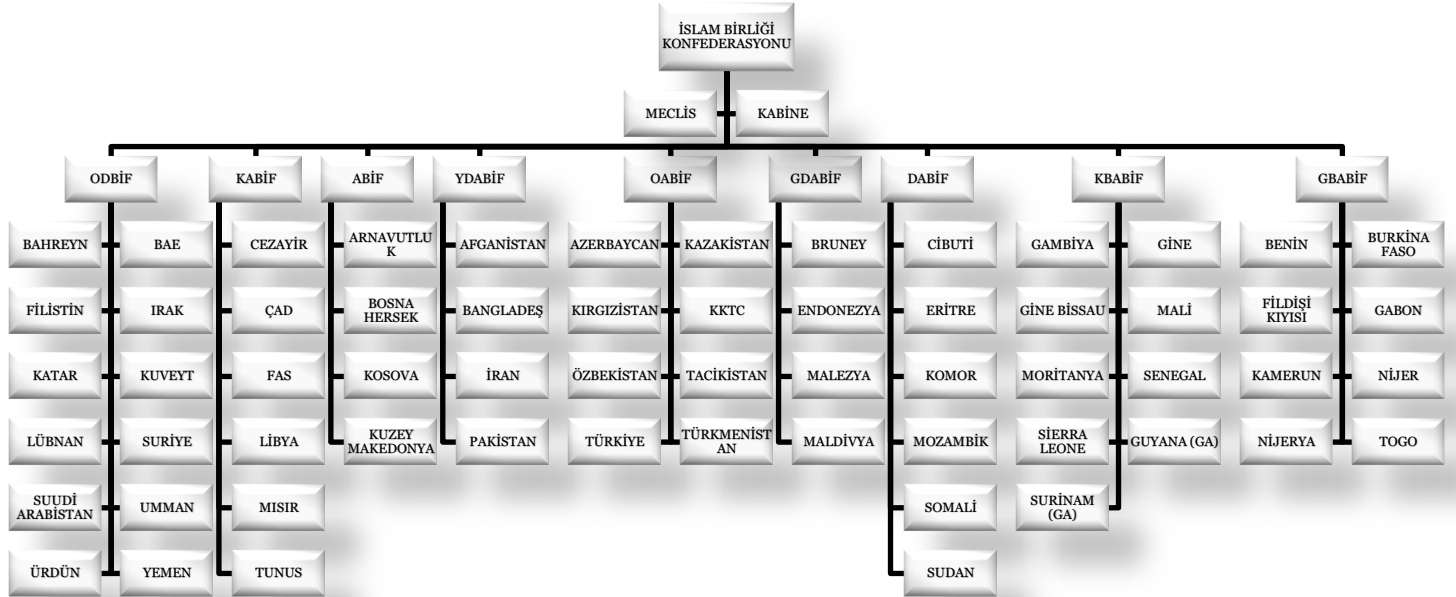 İSLAM BİRLİĞİ
KONFEDERASYONU
MECLİS
KABİNE
ODBİF
KABİF
ABİF
YDABİF
OABİF
GDABİF
DABİF
KBABİF
GBABİF
BAHREYN
BAE
CEZAYİR
ARNAVUTLU
K
AFGANİSTAN
AZERBAYCAN
KAZAKİSTAN
BRUNEY
CİBUTİ
GAMBİYA
GİNE
BENİN
BURKİNA
FASO
FİLİSTİN
IRAK
ÇAD
BOSNA
HERSEK
BANGLADEŞ
KIRGIZİSTAN
KKTC
ENDONEZYA
ERİTRE
GİNE BİSSAU
MALİ
FİLDİŞİ
KIYISI
GABON
KATAR
KUVEYT
FAS
KOSOVA
İRAN
ÖZBEKİSTAN
TACİKİSTAN
MALEZYA
KOMOR
MORİTANYA
SENEGAL
KAMERUN
NİJER
LÜBNAN
SURİYE
LİBYA
KUZEY
MAKEDONYA
PAKİSTAN
TÜRKİYE
TÜRKMENİST
AN
MALDİVYA
MOZAMBİK
SİERRA
LEONE
GUYANA (GA)
NİJERYA
TOGO
SUUDİ
ARABİSTAN
UMMAN
MISIR
SOMALİ
SURİNAM
(GA)
ÜRDÜN
YEMEN
TUNUS
SUDAN